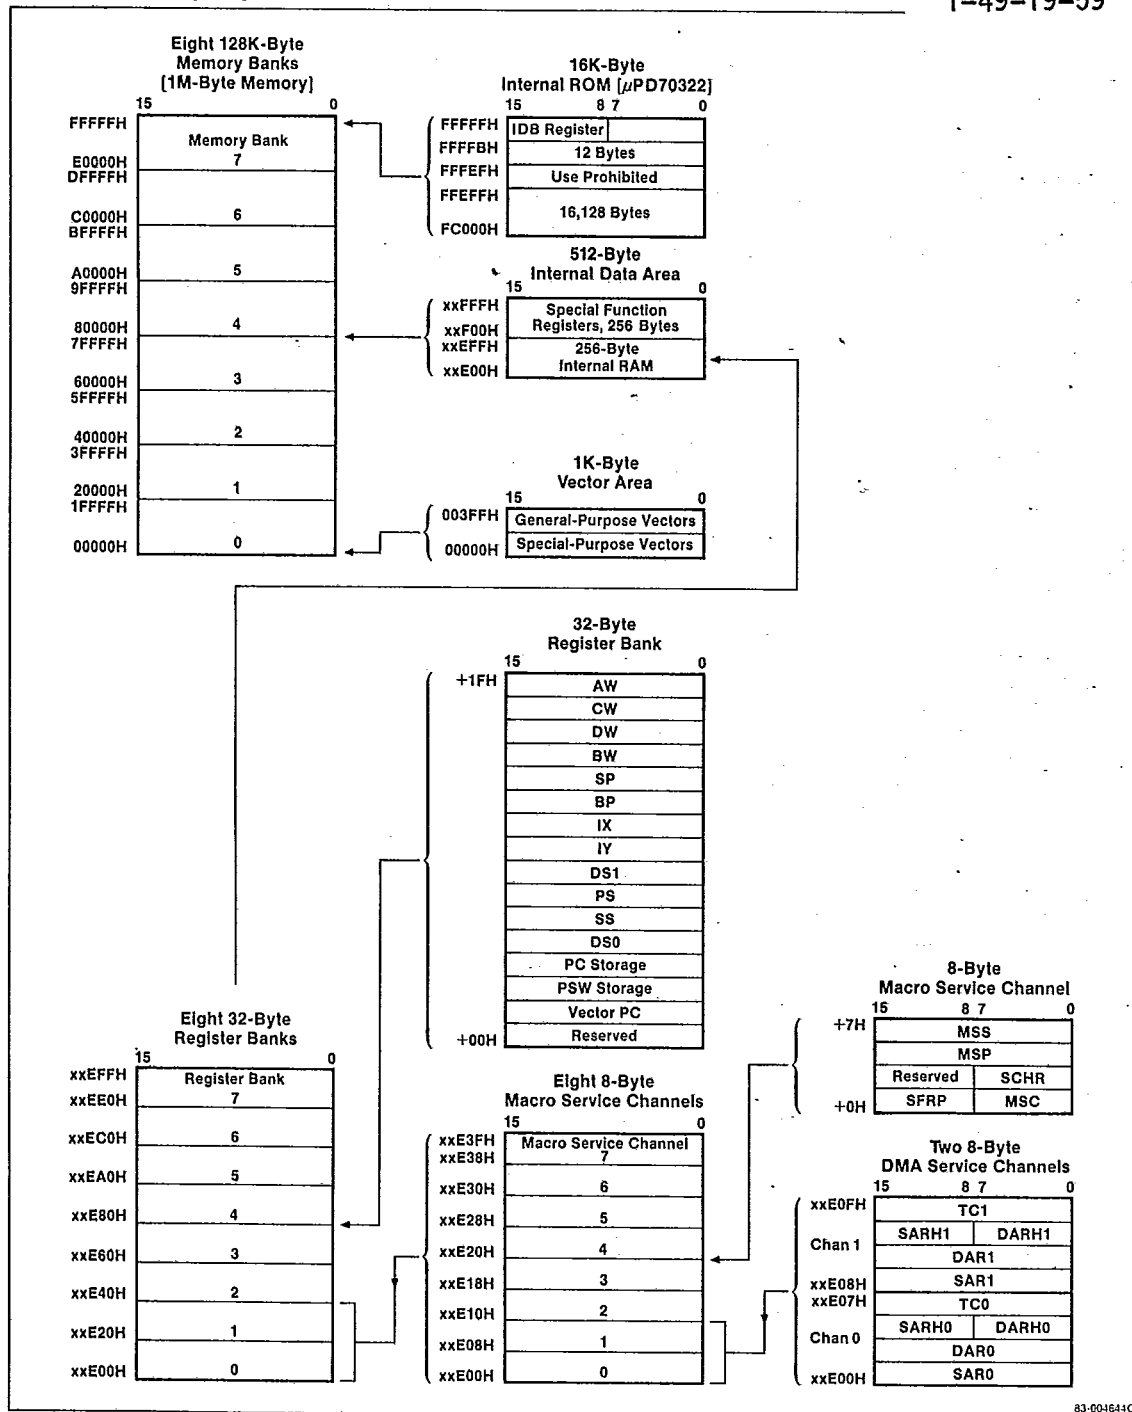 Eight 128K-Byte
Memory Banks
[1M-Byte Memory]
15 0
FFFFFH
Memory Bank
7
E0000H
DFFFFH
6
C0000H
BFFFFH
5
A0000H
9FFFFH
4
80000H
7FFFFH
3
60000H
5FFFFH
2
40000H
3FFFFH
1
20000H
1FFFFH
0
00000H
16K-Byte
Internal ROM [µPD70322]
15 8 7 0
FFFFFH IDB Register
FFFFBH 12 Bytes
FFFEFH Use Prohibited
FFEFFH
16,128 Bytes
FC000H
512-Byte
Internal Data Area
15 0
xxFFFH Special Function
xxF00H Registers, 256 Bytes
xxEFFH 256-Byte
xxE00H Internal RAM
1K-Byte
Vector Area
15 0
003FFH General-Purpose Vectors
00000H Special-Purpose Vectors
32-Byte
Register Bank
15 0
+1FH AW
CW
DW
BW
SP
BP
IX
IY
DS1
PS
SS
DS0
PC Storage
PSW Storage
Vector PC
+00H Reserved
Eight 32-Byte
Register Banks
15 0
xxEFFH Register Bank
xxEE0H 7
xxEC0H 6
xxEA0H 5
xxE80H 4
xxE60H 3
xxE40H 2
xxE20H 1
xxE00H 0
Eight 8-Byte
Macro Service Channels
15 0
xxE3FH Macro Service Channel
xxE38H 7
xxE30H 6
xxE28H 5
xxE20H 4
xxE18H 3
xxE10H 2
xxE08H 1
xxE00H 0
8-Byte
Macro Service Channel
15 8 7 0
+7H MSS
MSP
Reserved SCHR
+0H SFRP MSC
Two 8-Byte
DMA Service Channels
15 8 7 0
xxE0FH TC1
SARH1 DARH1
Chan 1
DAR1
xxE08H SAR1
xxE07H TC0
SARH0 DARH0
Chan 0
DAR0
xxE00H SAR0
83-004644C